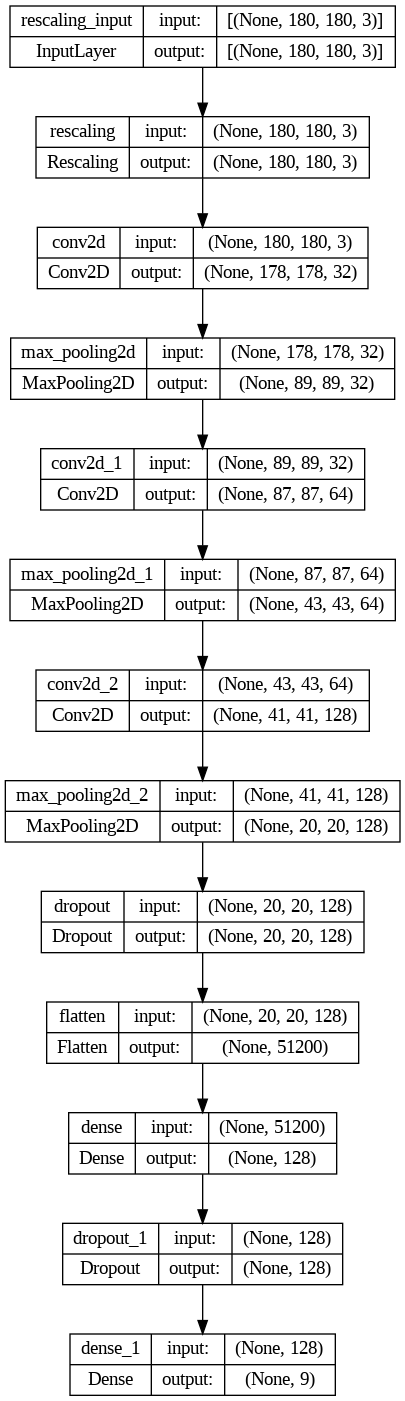 rescaling_input input: [(None, 180, 180, 3)]
InputLayer output: [(None, 180, 180, 3)]
rescaling input: (None, 180, 180, 3)
Rescaling output: (None, 180, 180, 3)
conv2d input: (None, 180, 180, 3)
Conv2D output: (None, 178, 178, 32)
max_pooling2d input: (None, 178, 178, 32)
MaxPooling2D output: (None, 89, 89, 32)
conv2d_1 input: (None, 89, 89, 32)
Conv2D output: (None, 87, 87, 64)
max_pooling2d_1 input: (None, 87, 87, 64)
MaxPooling2D output: (None, 43, 43, 64)
conv2d_2 input: (None, 43, 43, 64)
Conv2D output: (None, 41, 41, 128)
max_pooling2d_2 input: (None, 41, 41, 128)
MaxPooling2D output: (None, 20, 20, 128)
dropout input: (None, 20, 20, 128)
Dropout output: (None, 20, 20, 128)
flatten input: (None, 20, 20, 128)
Flatten output: (None, 51200)
dense input: (None, 51200)
Dense output: (None, 128)
dropout_1 input: (None, 128)
Dropout output: (None, 128)
dense_1 input: (None, 128)
Dense output: (None, 9)